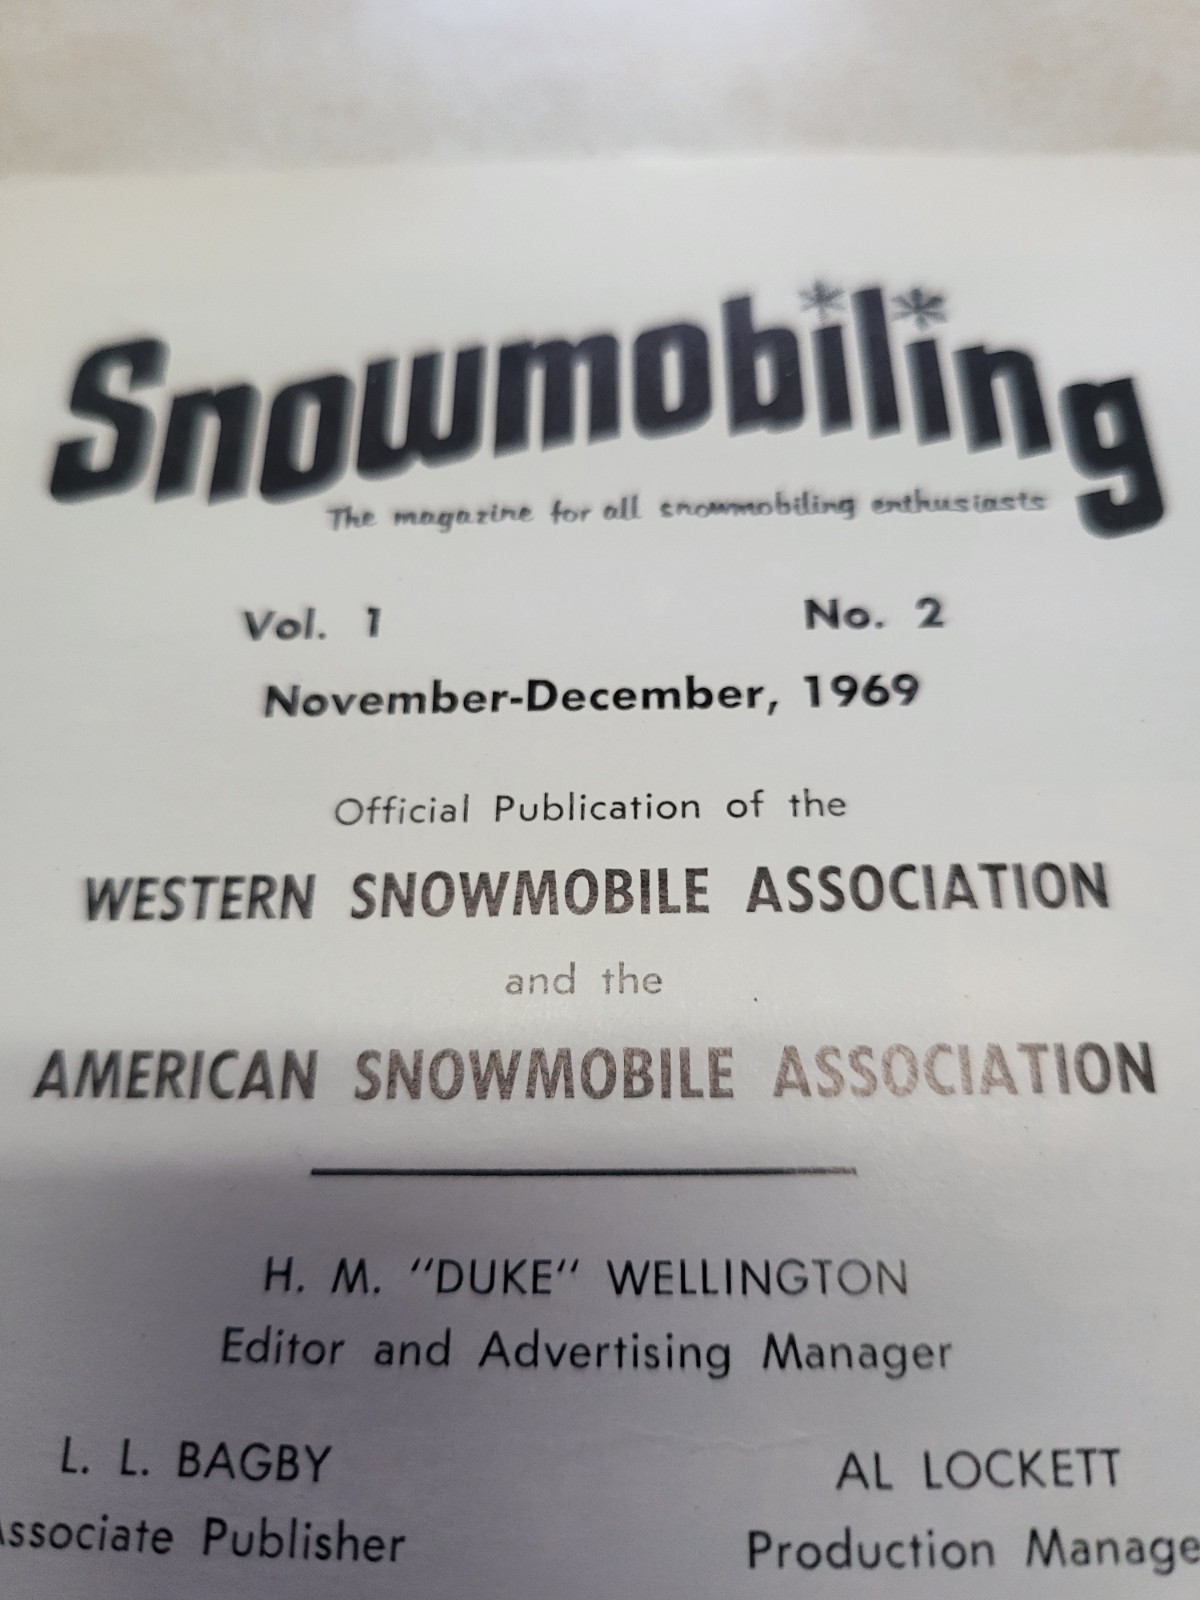 Snowmobiling
The magazine for all snowmobiling enthusiasts
Vol. 1 No. 2
November-December, 1969
Official Publication of the
WESTERN SNOWMOBILE ASSOCIATION
and the
AMERICAN SNOWMOBILE ASSOCIATION
H. M. "DUKE" WELLINGTON
Editor and Advertising Manager
L. L. BAGBY AL LOCKETT
Associate Publisher Production Manage